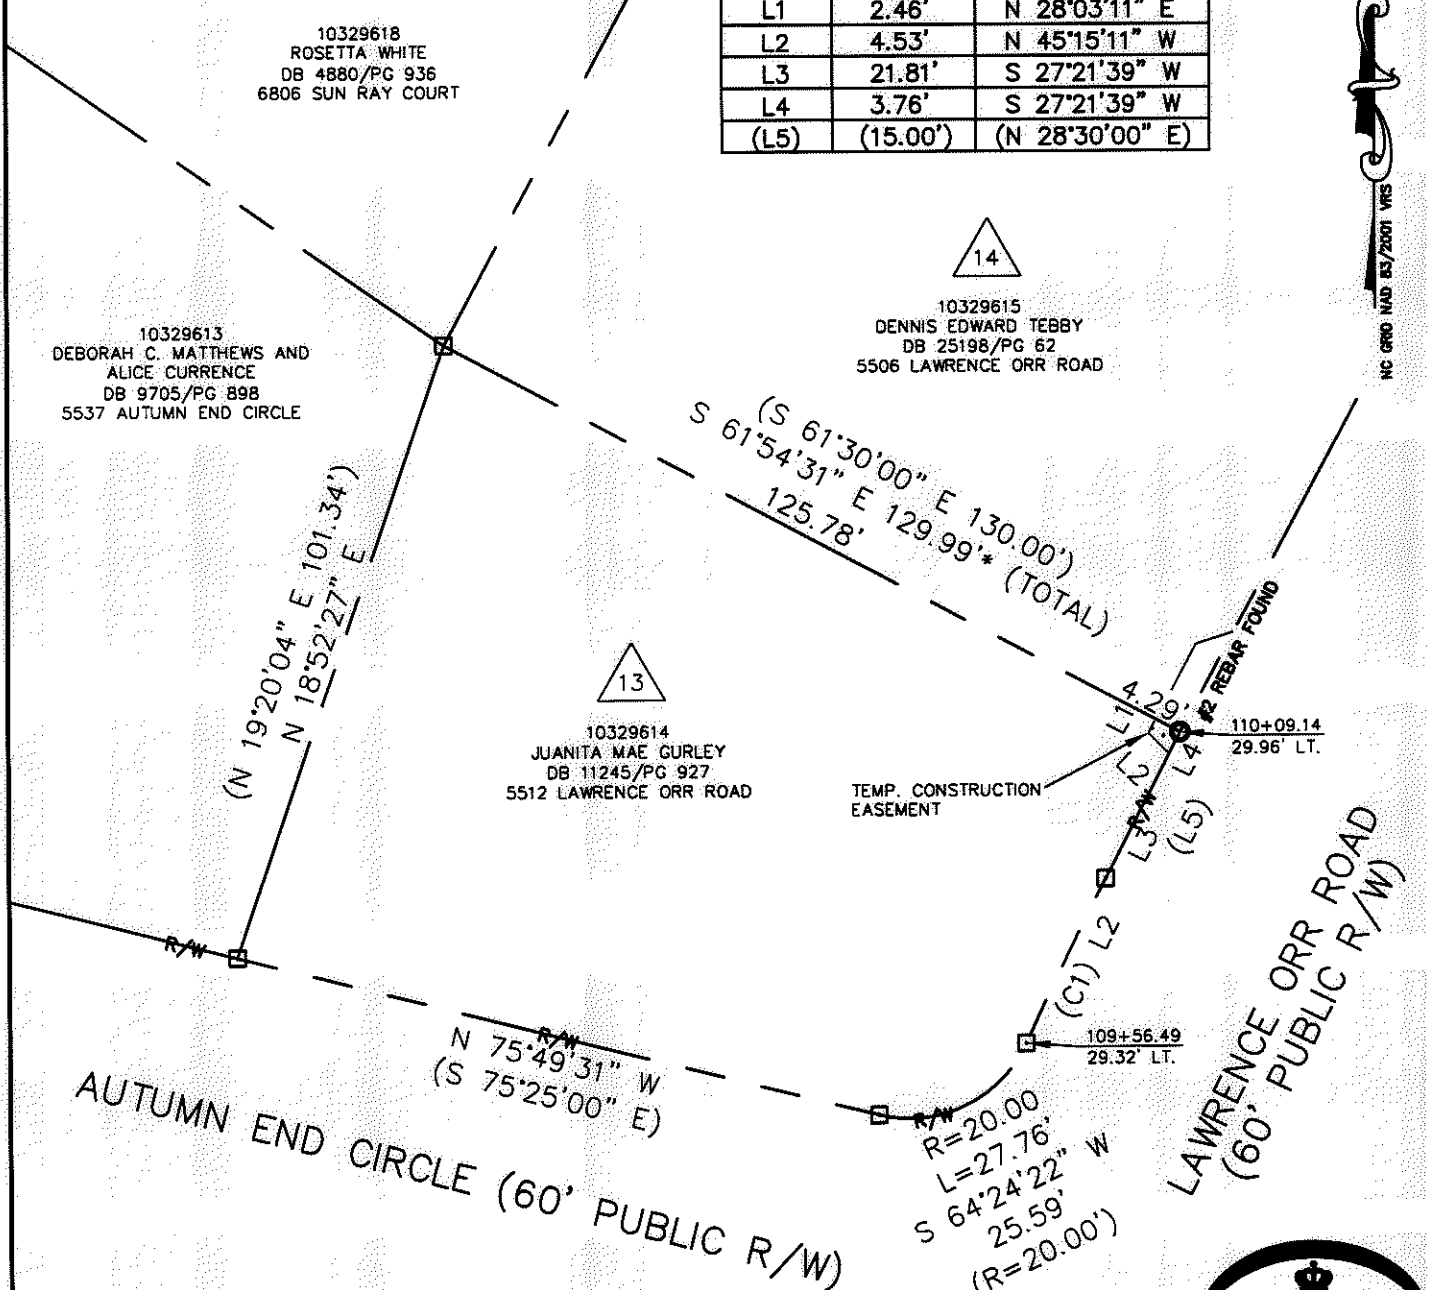 10329618
ROSETTA WHITE
DB 4880/PG 936
6806 SUN RAY COURT
L1 2.46' N 28°03'11" E
L2 4.53' N 45°15'11" W
L3 21.81' S 27°21'39" W
L4 3.76' S 27°21'39" W
(L5) (15.00') (N 28°30'00" E)
NC GRID NAD 83/2001 VRS
14
10329615
DENNIS EDWARD TEBBY
DB 25198/PG 62
5506 LAWRENCE ORR ROAD
10329613
DEBORAH C. MATTHEWS AND
ALICE CURRENCE
DB 9705/PG 898
5537 AUTUMN END CIRCLE
(S 61°30'00" E 130.00')
S 61°54'31" E 129.99'* (TOTAL)
125.78'
(N 19°20'04" E 101.34')
N 18°52'27" E
13
10329614
JUANITA MAE GURLEY
DB 11245/PG 927
5512 LAWRENCE ORR ROAD
#2 REBAR FOUND
4.29'
L1
L2
L4
110+09.14
29.96' LT.
TEMP. CONSTRUCTION
EASEMENT
R/W
L3
(L5)
(C1) L2
109+56.49
29.32' LT.
LAWRENCE ORR ROAD
(60' PUBLIC R/W)
R/W
R/W
N 75°49'31" W
(S 75°25'00" E)
R/W
R=20.00
L=27.76'
S 64°24'22" W
25.59'
(R=20.00')
AUTUMN END CIRCLE (60' PUBLIC R/W)